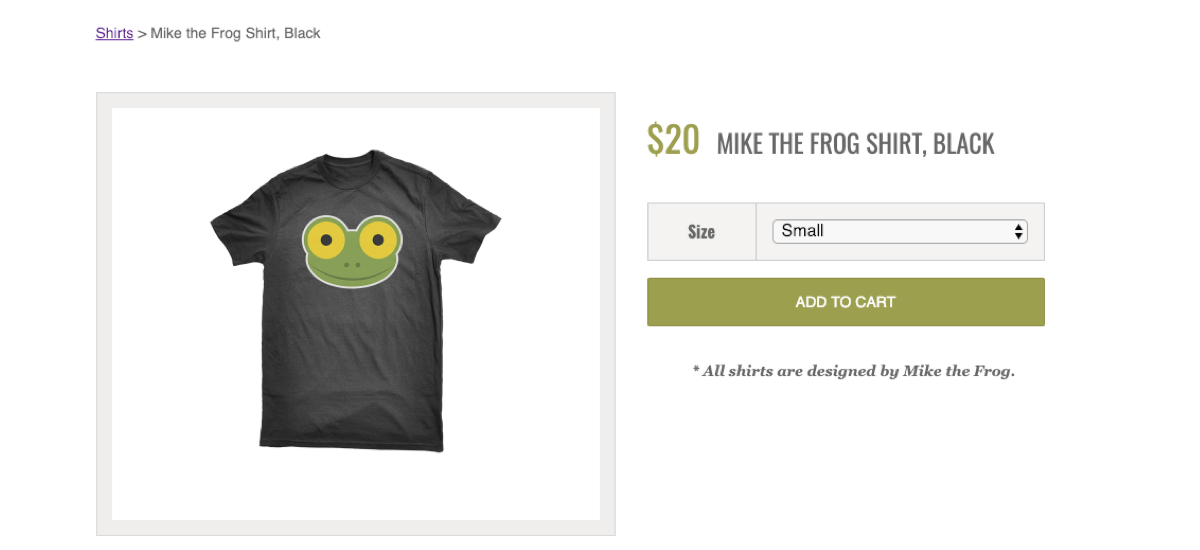 Shirts > Mike the Frog Shirt, Black
$20 MIKE THE FROG SHIRT, BLACK
Size Small
ADD TO CART
* All shirts are designed by Mike the Frog.